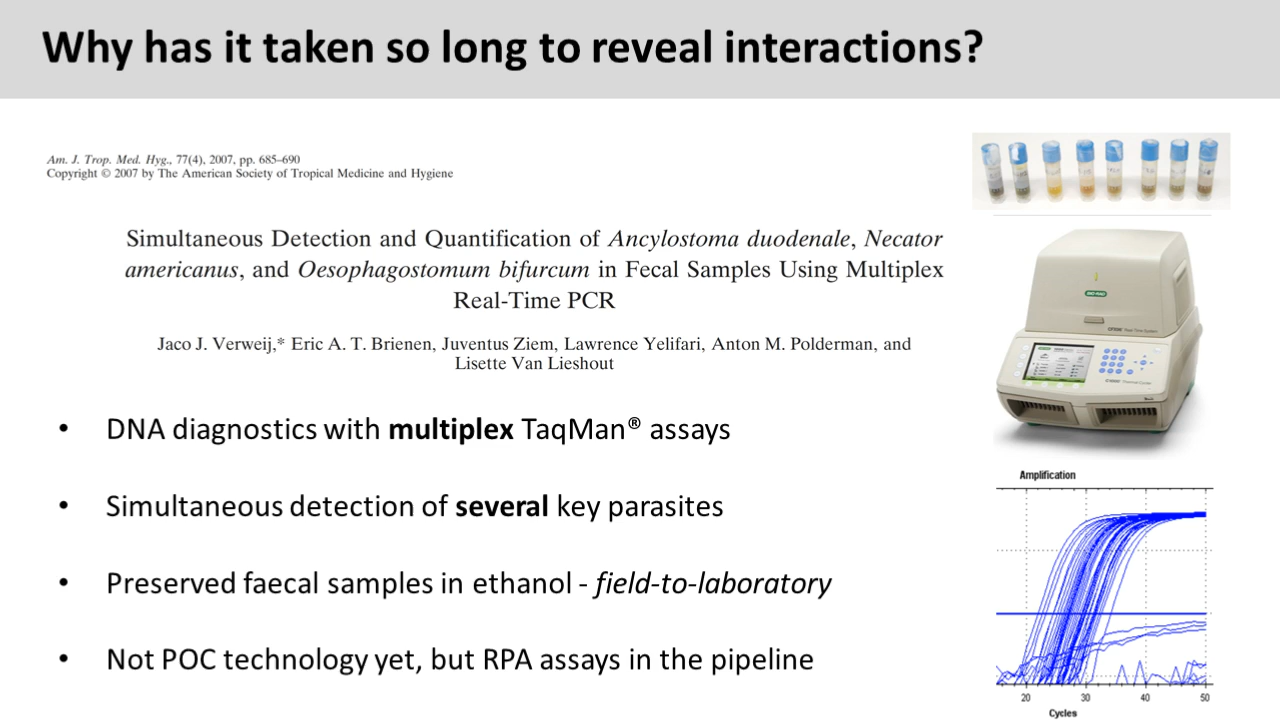 Why has it taken so long to reveal interactions?
Am. J. Trop. Med. Hyg., 77(4), 2007, pp. 685–690
Copyright © 2007 by The American Society of Tropical Medicine and Hygiene
Simultaneous Detection and Quantification of Ancylostoma duodenale, Necator
americanus, and Oesophagostomum bifurcum in Fecal Samples Using Multiplex
Real-Time PCR
Jaco J. Verweij,* Eric A. T. Brienen, Juventus Ziem, Lawrence Yelifari, Anton M. Polderman, and
Lisette Van Lieshout
• DNA diagnostics with multiplex TaqMan® assays
• Simultaneous detection of several key parasites
• Preserved faecal samples in ethanol - field-to-laboratory
• Not POC technology yet, but RPA assays in the pipeline
BIO-RAD
Amplification
20 30 40 50
Cycles